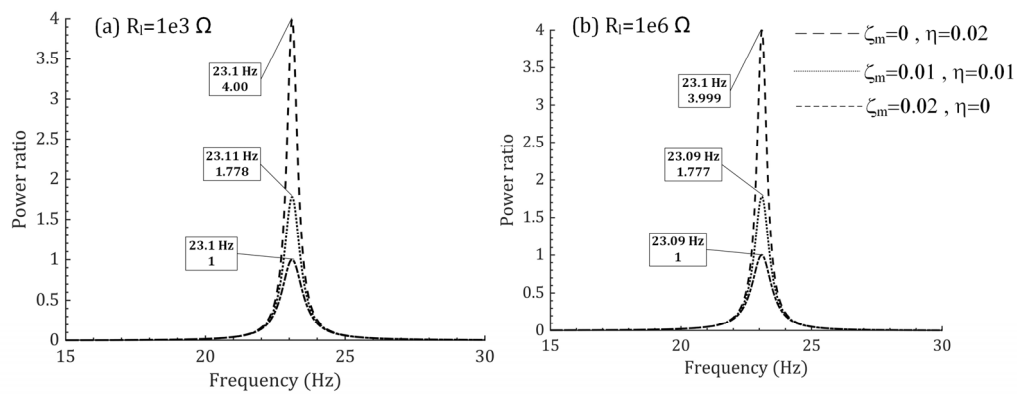 (a) Rl=1e3 Ω
Power ratio
4
3.5
3
2.5
2
1.5
1
0.5
0
23.1 Hz
4.00
23.11 Hz
1.778
23.1 Hz
1
15
20
25
30
Frequency (Hz)
(b) Rl=1e6 Ω
Power ratio
4
3.5
3
2.5
2
1.5
1
0.5
0
23.1 Hz
3.999
23.09 Hz
1.777
23.09 Hz
1
15
20
25
30
Frequency (Hz)
ζm=0 , η=0.02
ζm=0.01 , η=0.01
ζm=0.02 , η=0